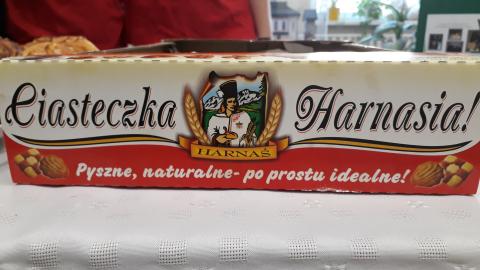 Ciasteczka Harnasia!
HARNAŚ
Pyszne, naturalne- po prostu idealne!